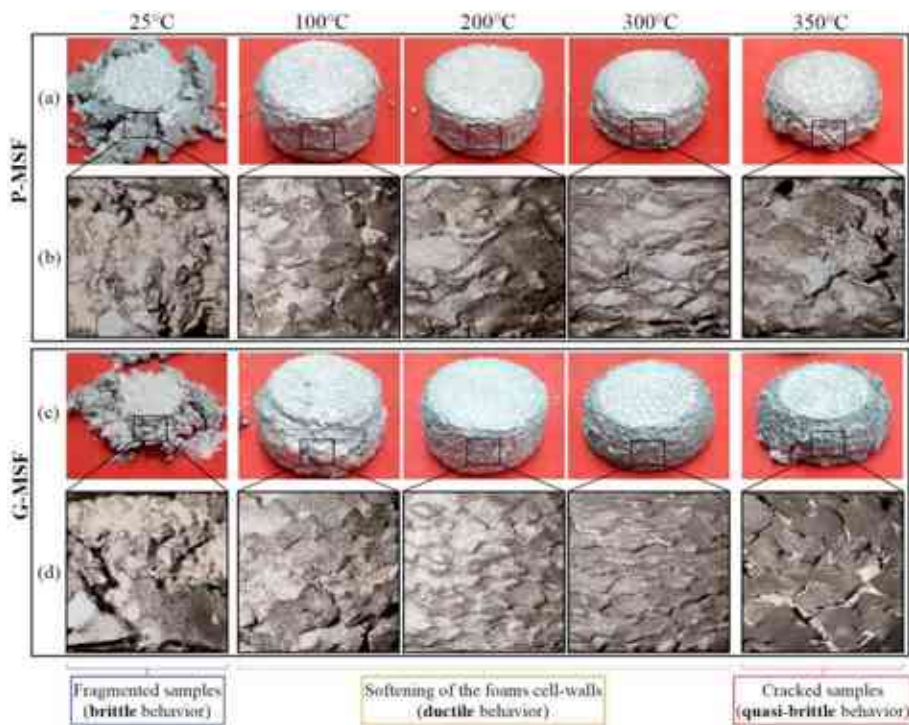 25°C 100°C 200°C 300°C 350°C
P-MSF
(a)
(b)
G-MSF
(c)
(d)
Fragmented samples
(brittle behavior)
Softening of the foams cell-walls
(ductile behavior)
Cracked samples
(quasi-brittle behavior)